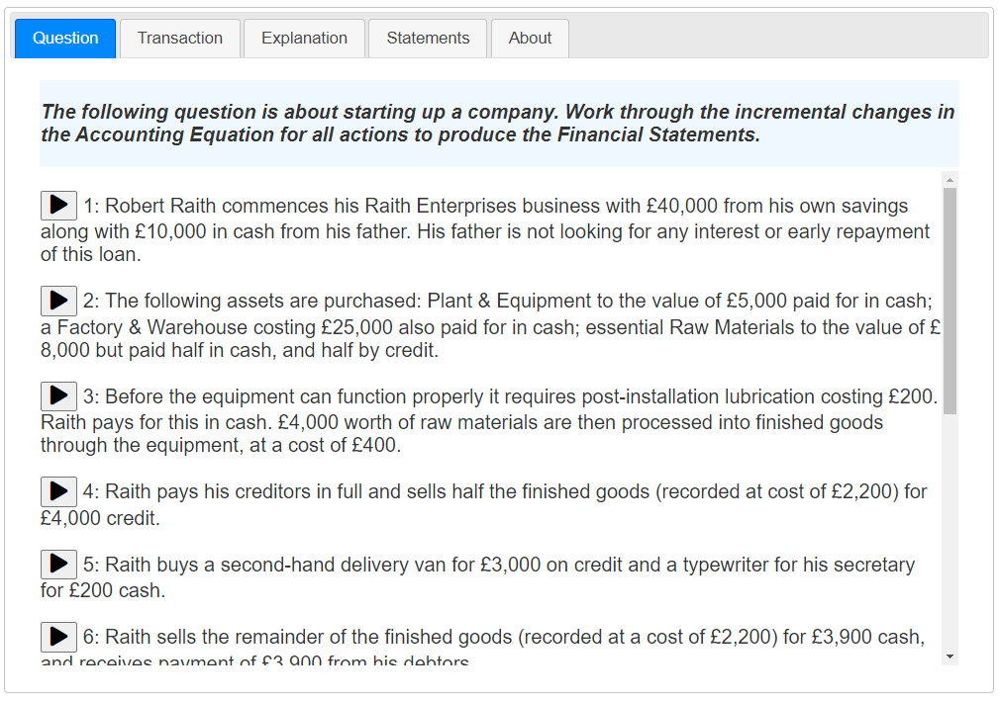 Question
Transaction
Explanation
Statements
About
The following question is about starting up a company. Work through the incremental changes in
the Accounting Equation for all actions to produce the Financial Statements.
1: Robert Raith commences his Raith Enterprises business with £40,000 from his own savings
along with £10,000 in cash from his father. His father is not looking for any interest or early repayment
of this loan.
2: The following assets are purchased: Plant & Equipment to the value of £5,000 paid for in cash;
a Factory & Warehouse costing £25,000 also paid for in cash; essential Raw Materials to the value of £
8,000 but paid half in cash, and half by credit.
3: Before the equipment can function properly it requires post-installation lubrication costing £200.
Raith pays for this in cash. £4,000 worth of raw materials are then processed into finished goods
through the equipment, at a cost of £400.
4: Raith pays his creditors in full and sells half the finished goods (recorded at cost of £2,200) for
£4,000 credit.
5: Raith buys a second-hand delivery van for £3,000 on credit and a typewriter for his secretary
for £200 cash.
6: Raith sells the remainder of the finished goods (recorded at a cost of £2,200) for £3,900 cash,
and receives payment of £3,900 from his debtors.